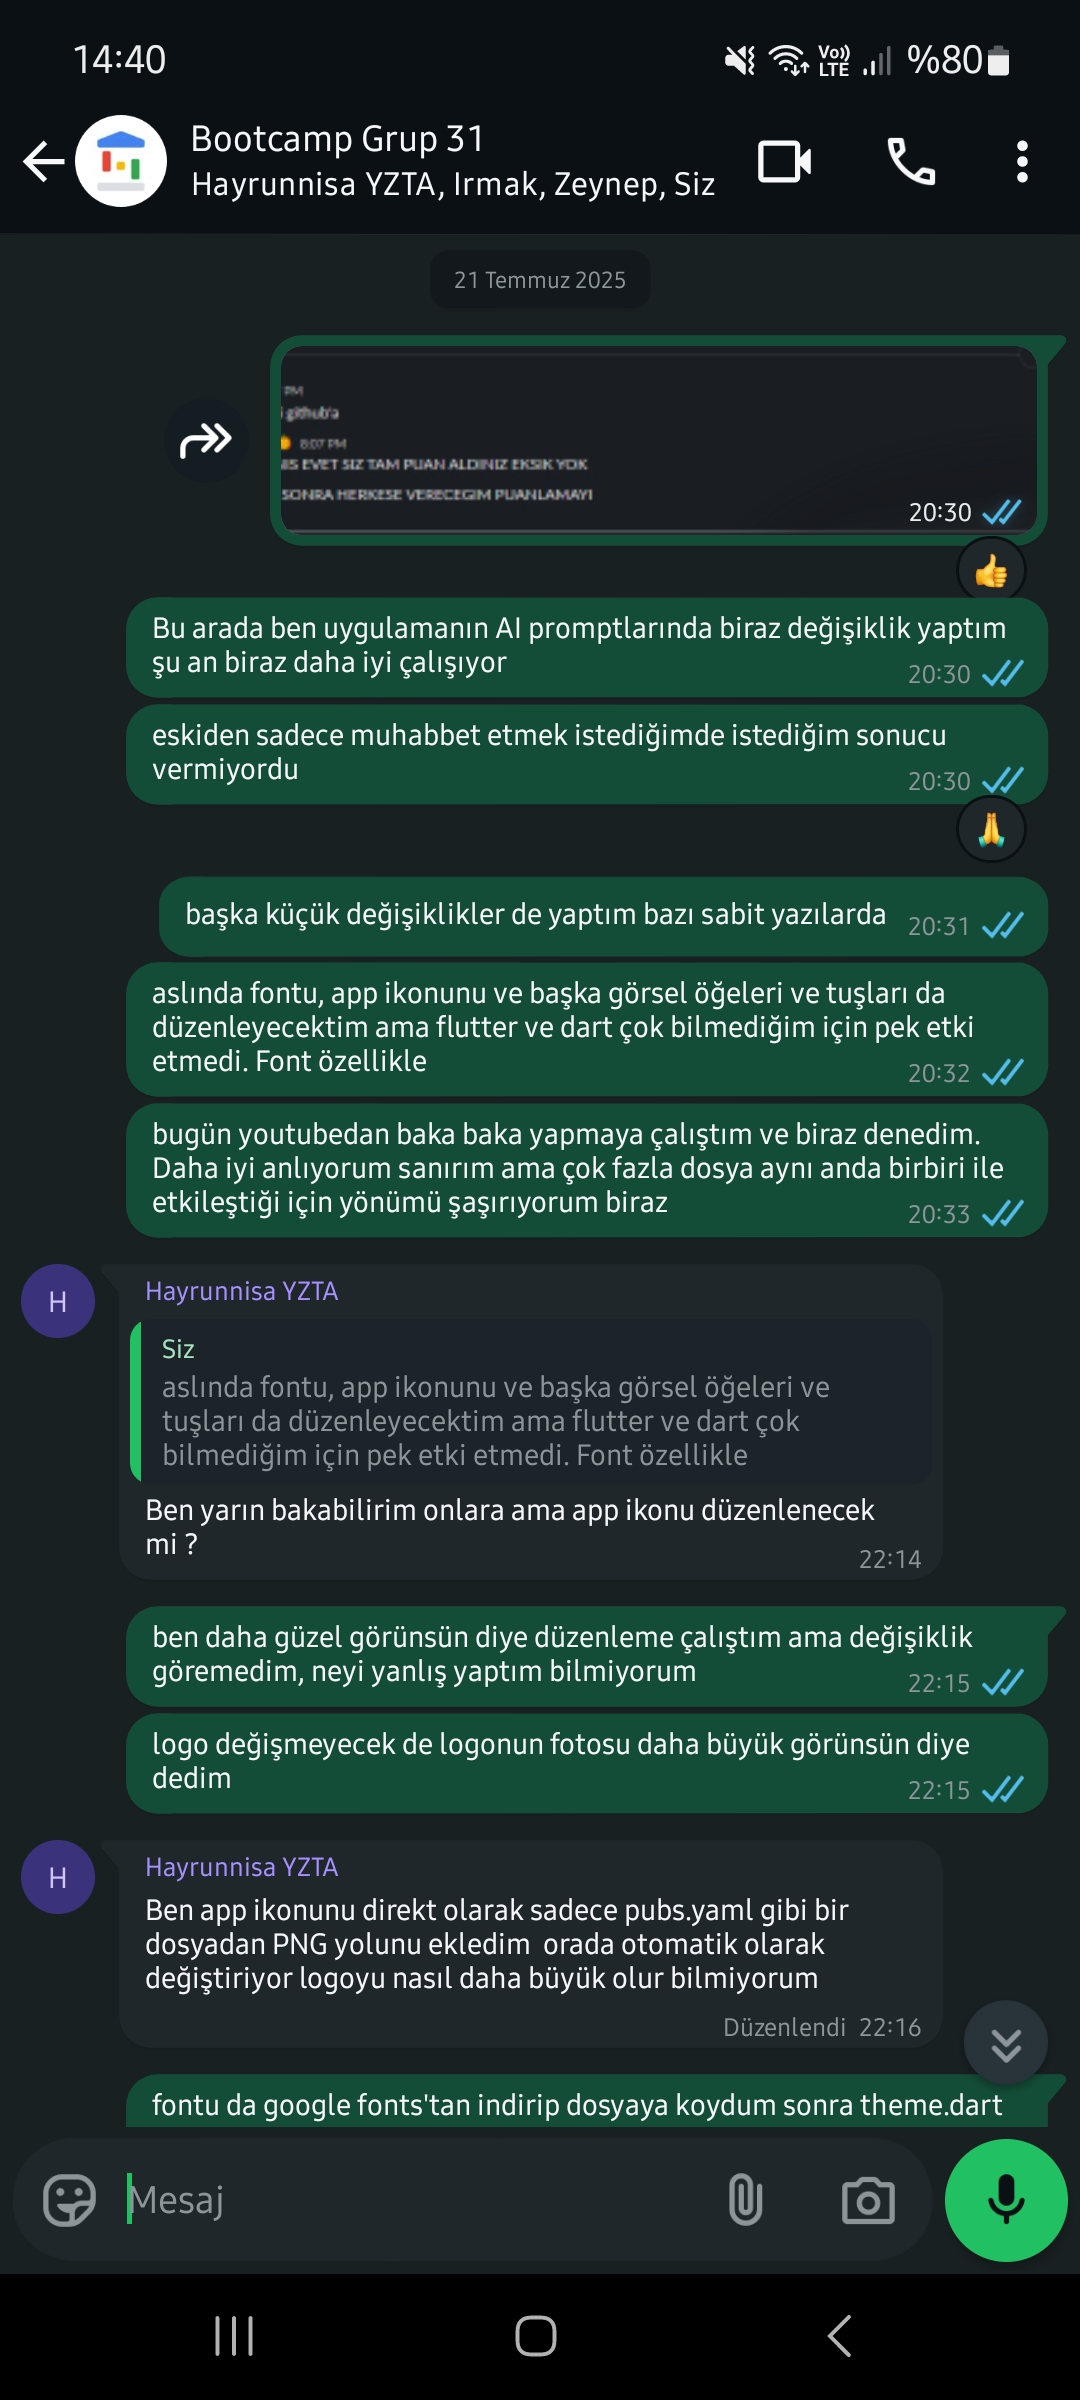 14:40
Vo))
LTE
%80
Bootcamp Grup 31
Hayrunnisa YZTA, Irmak, Zeynep, Siz
21 Temmuz 2025
PM
github'a
8:07 PM
EVET SIZ TAM PUAN ALDINIZ EKSIK YOK
SONRA HERKESE VERECEGIM PUANLAMAYI
20:30
Bu arada ben uygulamanın AI promptlarında biraz değişiklik yaptım
şu an biraz daha iyi çalışıyor
20:30
eskiden sadece muhabbet etmek istediğimde istediğim sonucu
vermiyordu
20:30
başka küçük değişiklikler de yaptım bazı sabit yazılarda
20:31
aslında fontu, app ikonunu ve başka görsel öğeleri ve tuşları da
düzenleyecektim ama flutter ve dart çok bilmediğim için pek etki
etmedi. Font özellikle
20:32
bugün youtubedan baka baka yapmaya çalıştım ve biraz denedim.
Daha iyi anlıyorum sanırım ama çok fazla dosya aynı anda birbiri ile
etkileştiği için yönümü şaşırıyorum biraz
20:33
H
Hayrunnisa YZTA
Siz
aslında fontu, app ikonunu ve başka görsel öğeleri ve
tuşları da düzenleyecektim ama flutter ve dart çok
bilmediğim için pek etki etmedi. Font özellikle
Ben yarın bakabilirim onlara ama app ikonu düzenlenecek
mi ?
22:14
ben daha güzel görünsün diye düzenleme çalıştım ama değişiklik
göremedim, neyi yanlış yaptım bilmiyorum
22:15
logo değişmeyecek de logonun fotosu daha büyük görünsün diye
dedim
22:15
H
Hayrunnisa YZTA
Ben app ikonunu direkt olarak sadece pubs.yaml gibi bir
dosyadan PNG yolunu ekledim  orada otomatik olarak
değiştiriyor logoyu nasıl daha büyük olur bilmiyorum
Düzenlendi 22:16
fontu da google fonts'tan indirip dosyaya koydum sonra theme.dart
Mesaj